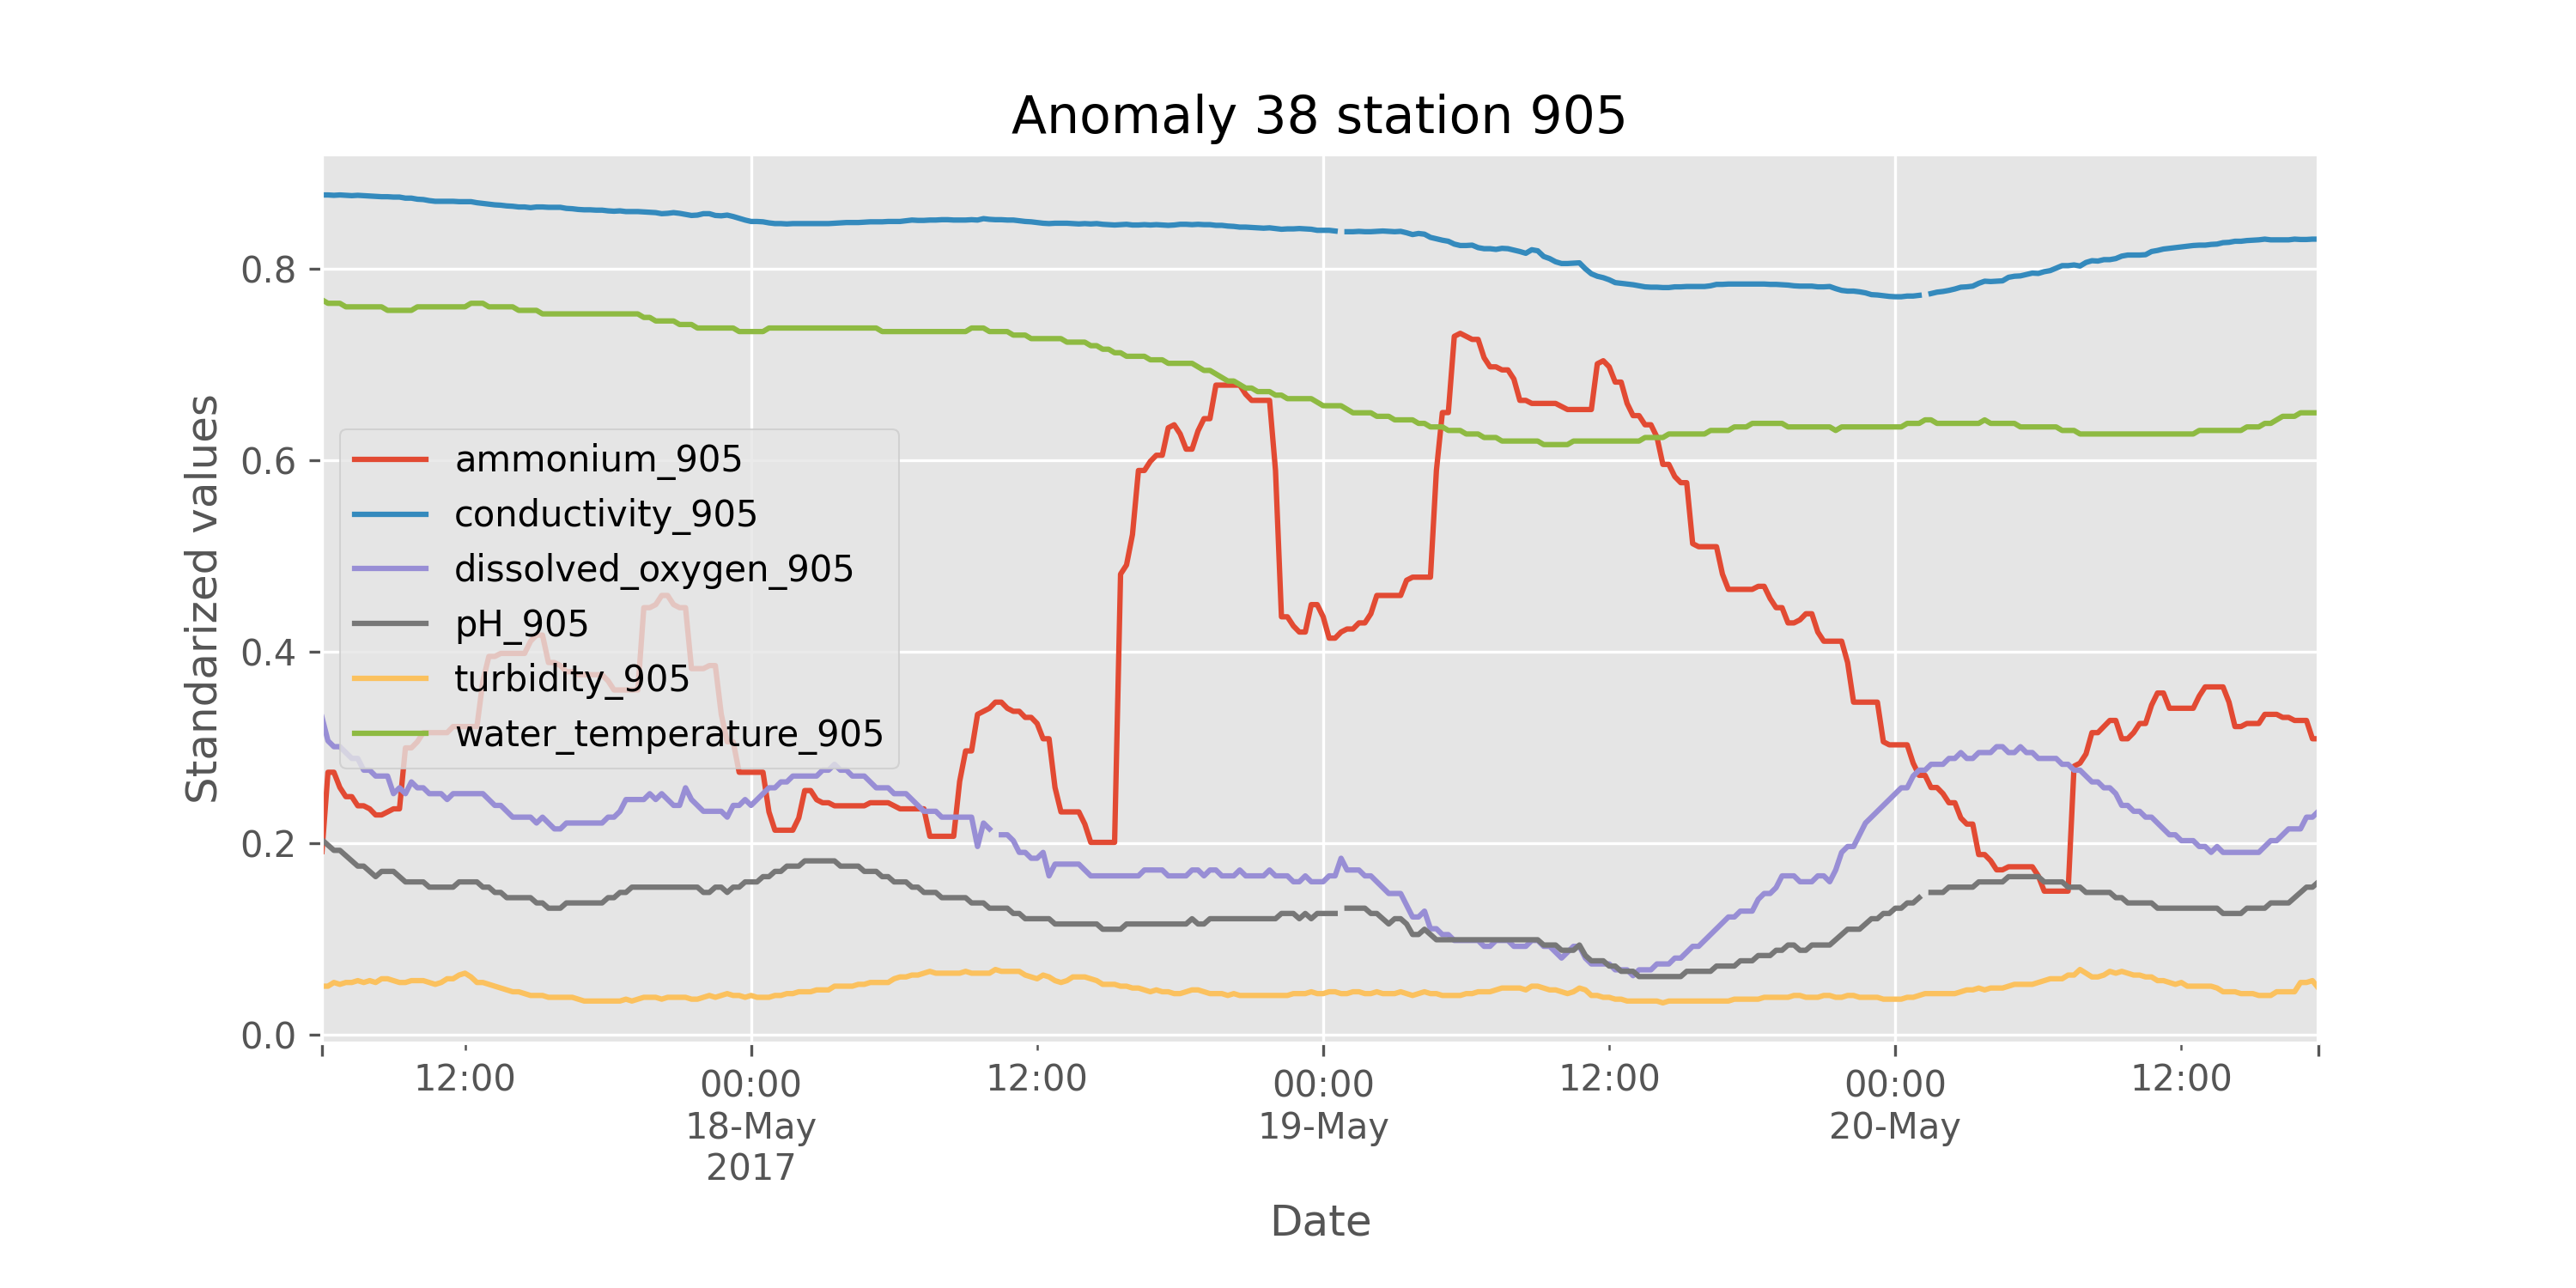 Anomaly 38 station 905
Standarized values
0.8
0.6
0.4
0.2
0.0
ammonium_905
conductivity_905
dissolved_oxygen_905
pH_905
turbidity_905
water_temperature_905
12:00
00:00
12:00
00:00
12:00
00:00
12:00
18-May
19-May
20-May
2017
Date